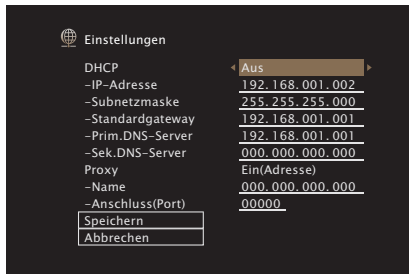 Einstellungen
DHCP Aus
-IP-Adresse 192.168.001.002
-Subnetzmaske 255.255.255.000
-Standardgateway 192.168.001.001
-Prim.DNS-Server 192.168.001.001
-Sek.DNS-Server 000.000.000.000
Proxy Ein(Adresse)
-Name 000.000.000.000
-Anschluss(Port) 00000
Speichern
Abbrechen